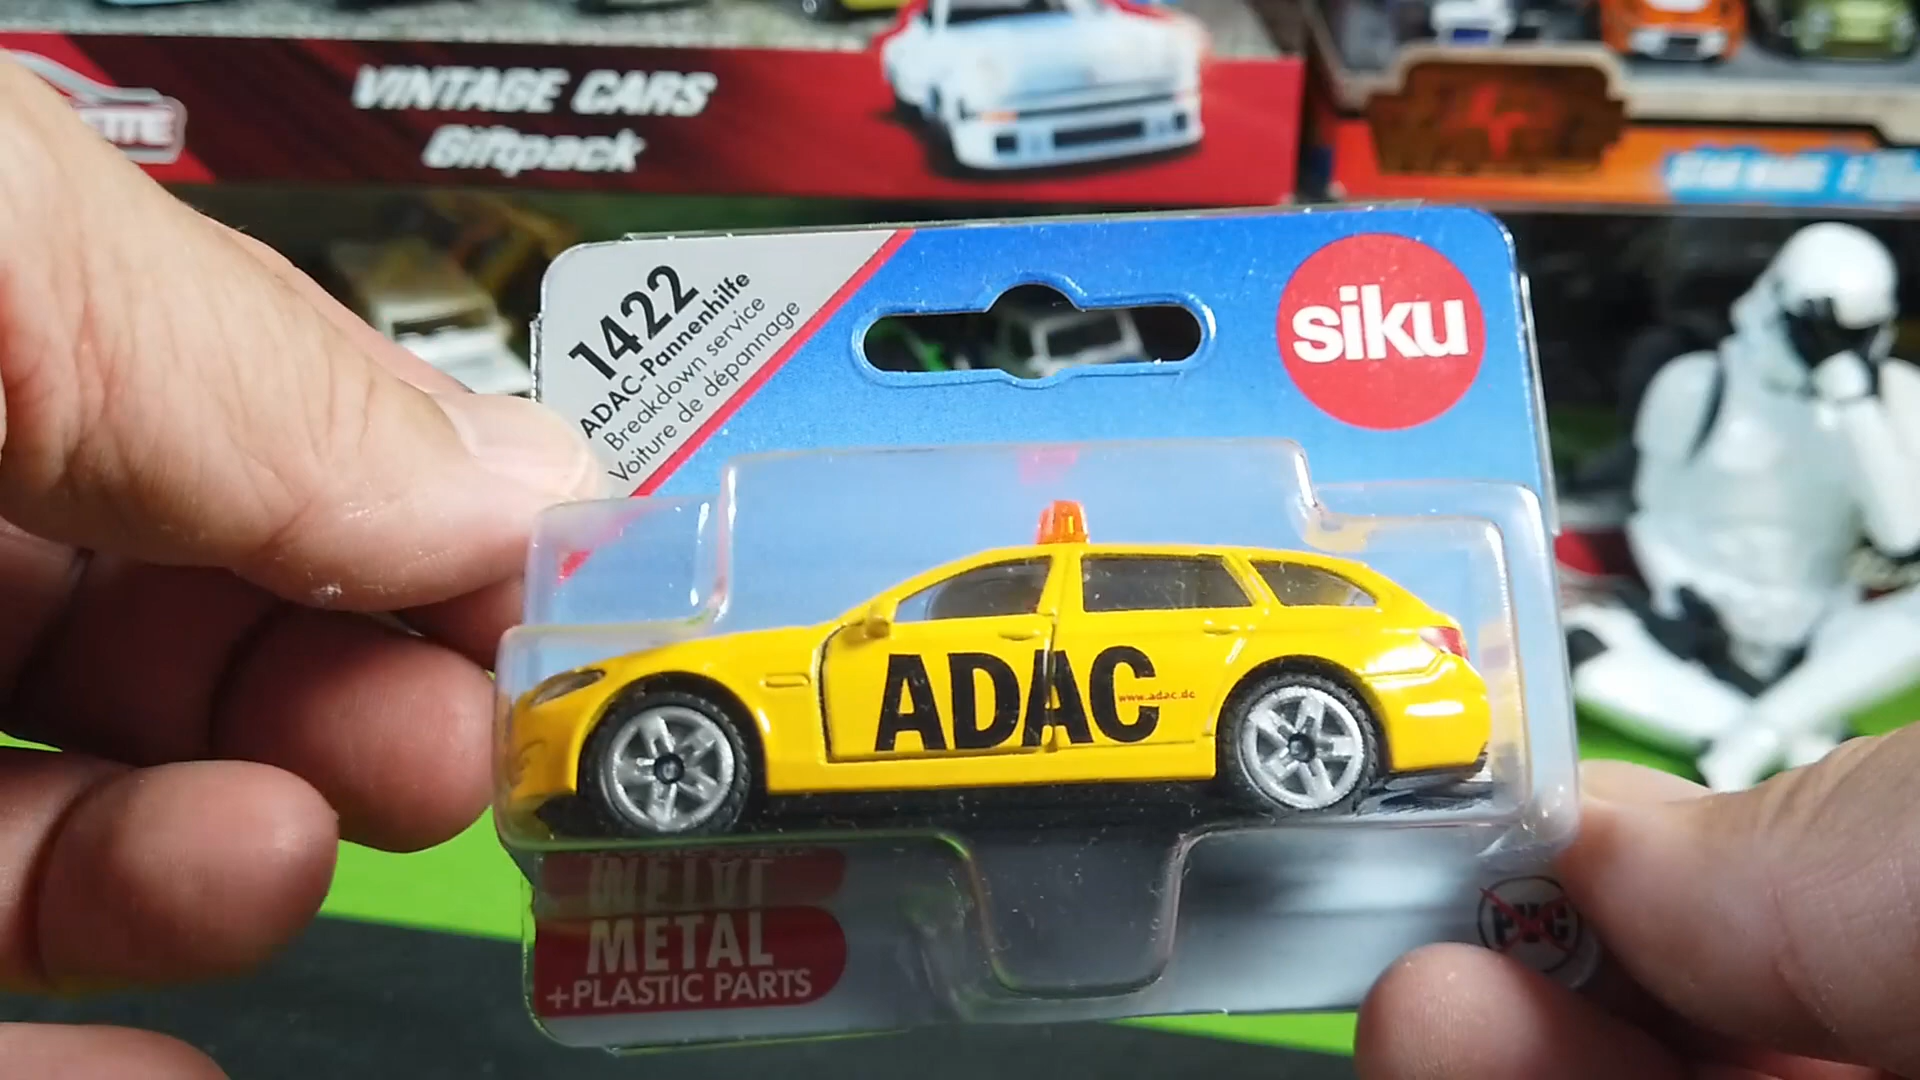 VINTAGE CARS
Giftpack
1422
ADAC-Pannenhilfe
Breakdown service
Voiture de dépannage
siku
ADAC
www.adac.de
METAL
+PLASTIC PARTS
PVC